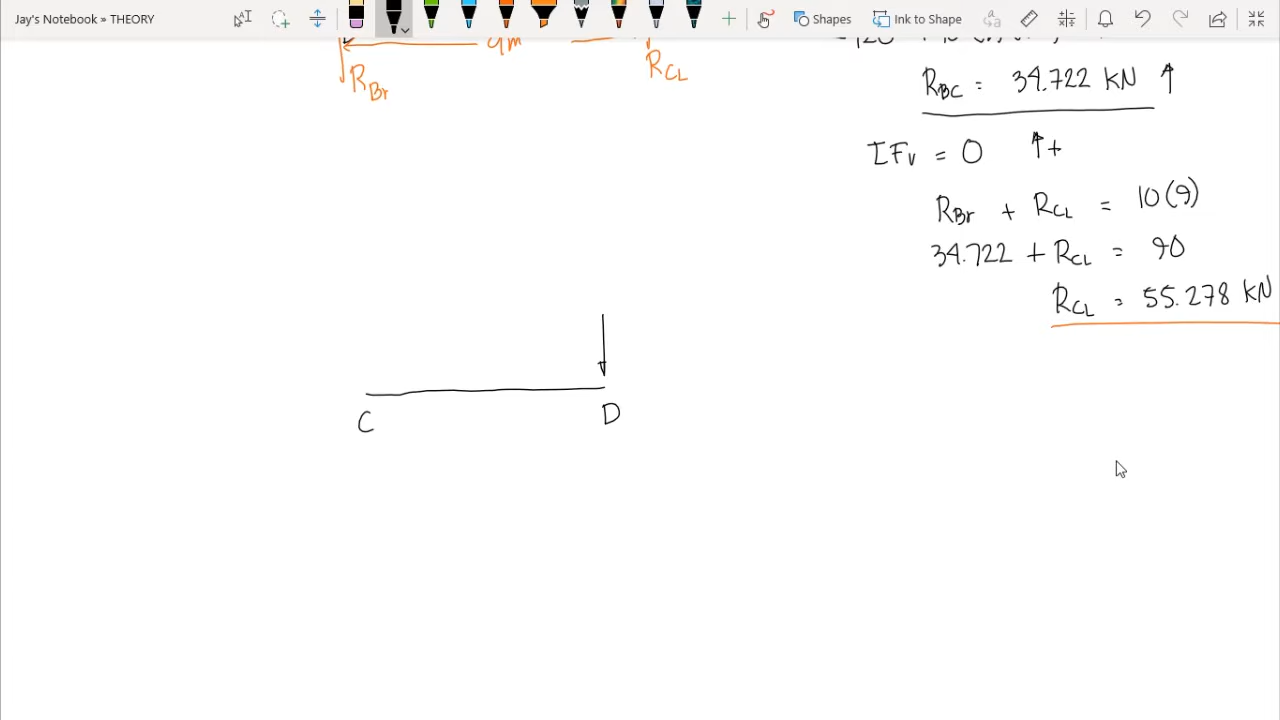 Jay's Notebook » THEORY
Shapes
Ink to Shape
9m
R_Br
R_CL
R_BC = 34.722 KN ↑
ΣF_V = 0 ↑+
R_Br + R_CL = 10(9)
34.722 + R_CL = 90
R_CL = 55.278 KN
C
D